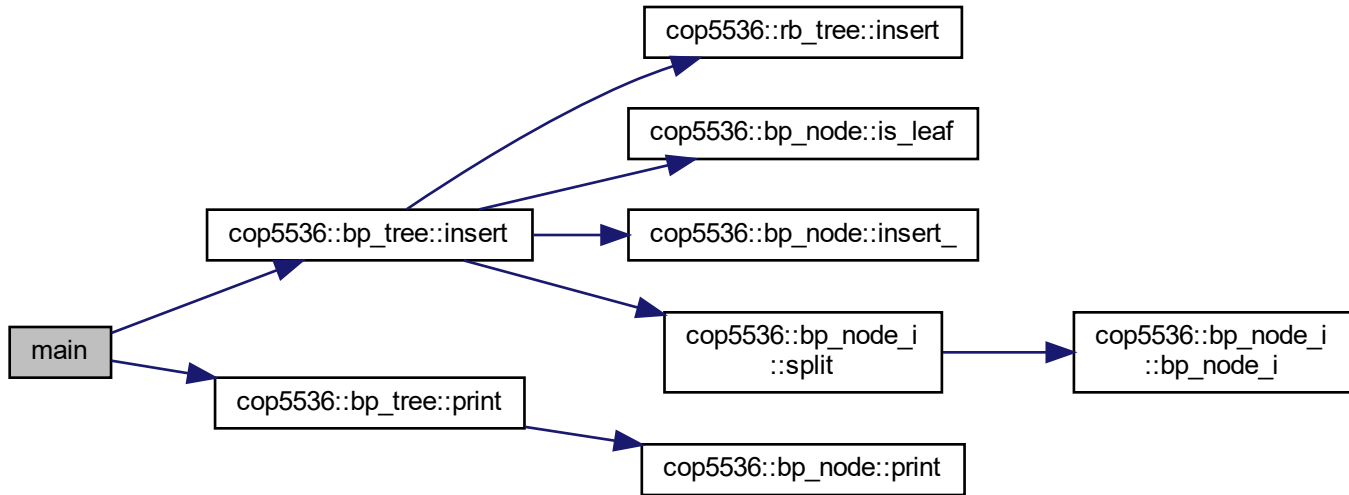 cop5536::rb_tree::insert
cop5536::bp_node::is_leaf
cop5536::bp_tree::insert
cop5536::bp_node::insert_
cop5536::bp_node_i
::split
cop5536::bp_node_i
::bp_node_i
main
cop5536::bp_tree::print
cop5536::bp_node::print